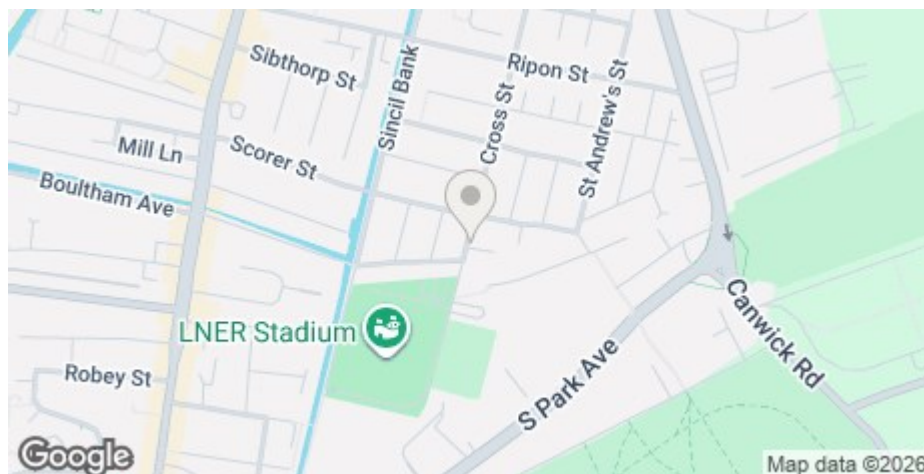 Sibthorp St
Sincil Bank
Ripon St
Cross St
St Andrew's St
Mill Ln
Scorer St
Boultham Ave
LNER Stadium
Canwick Rd
S Park Ave
Robey St
Google
Map data ©2026